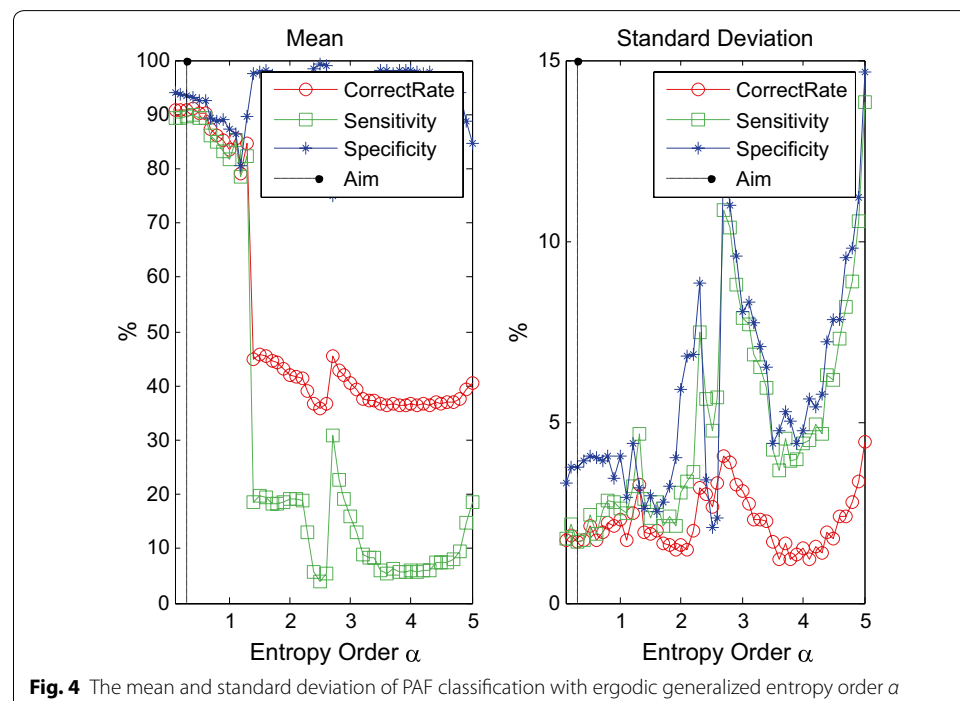 Mean
100
90
80
70
60
50
40
30
20
10
0
%
1 2 3 4 5
Entropy Order α
CorrectRate
Sensitivity
Specificity
Aim
Standard Deviation
15
10
5
0
%
1 2 3 4 5
Entropy Order α
CorrectRate
Sensitivity
Specificity
Aim
Fig. 4 The mean and standard deviation of PAF classification with ergodic generalized entropy order α